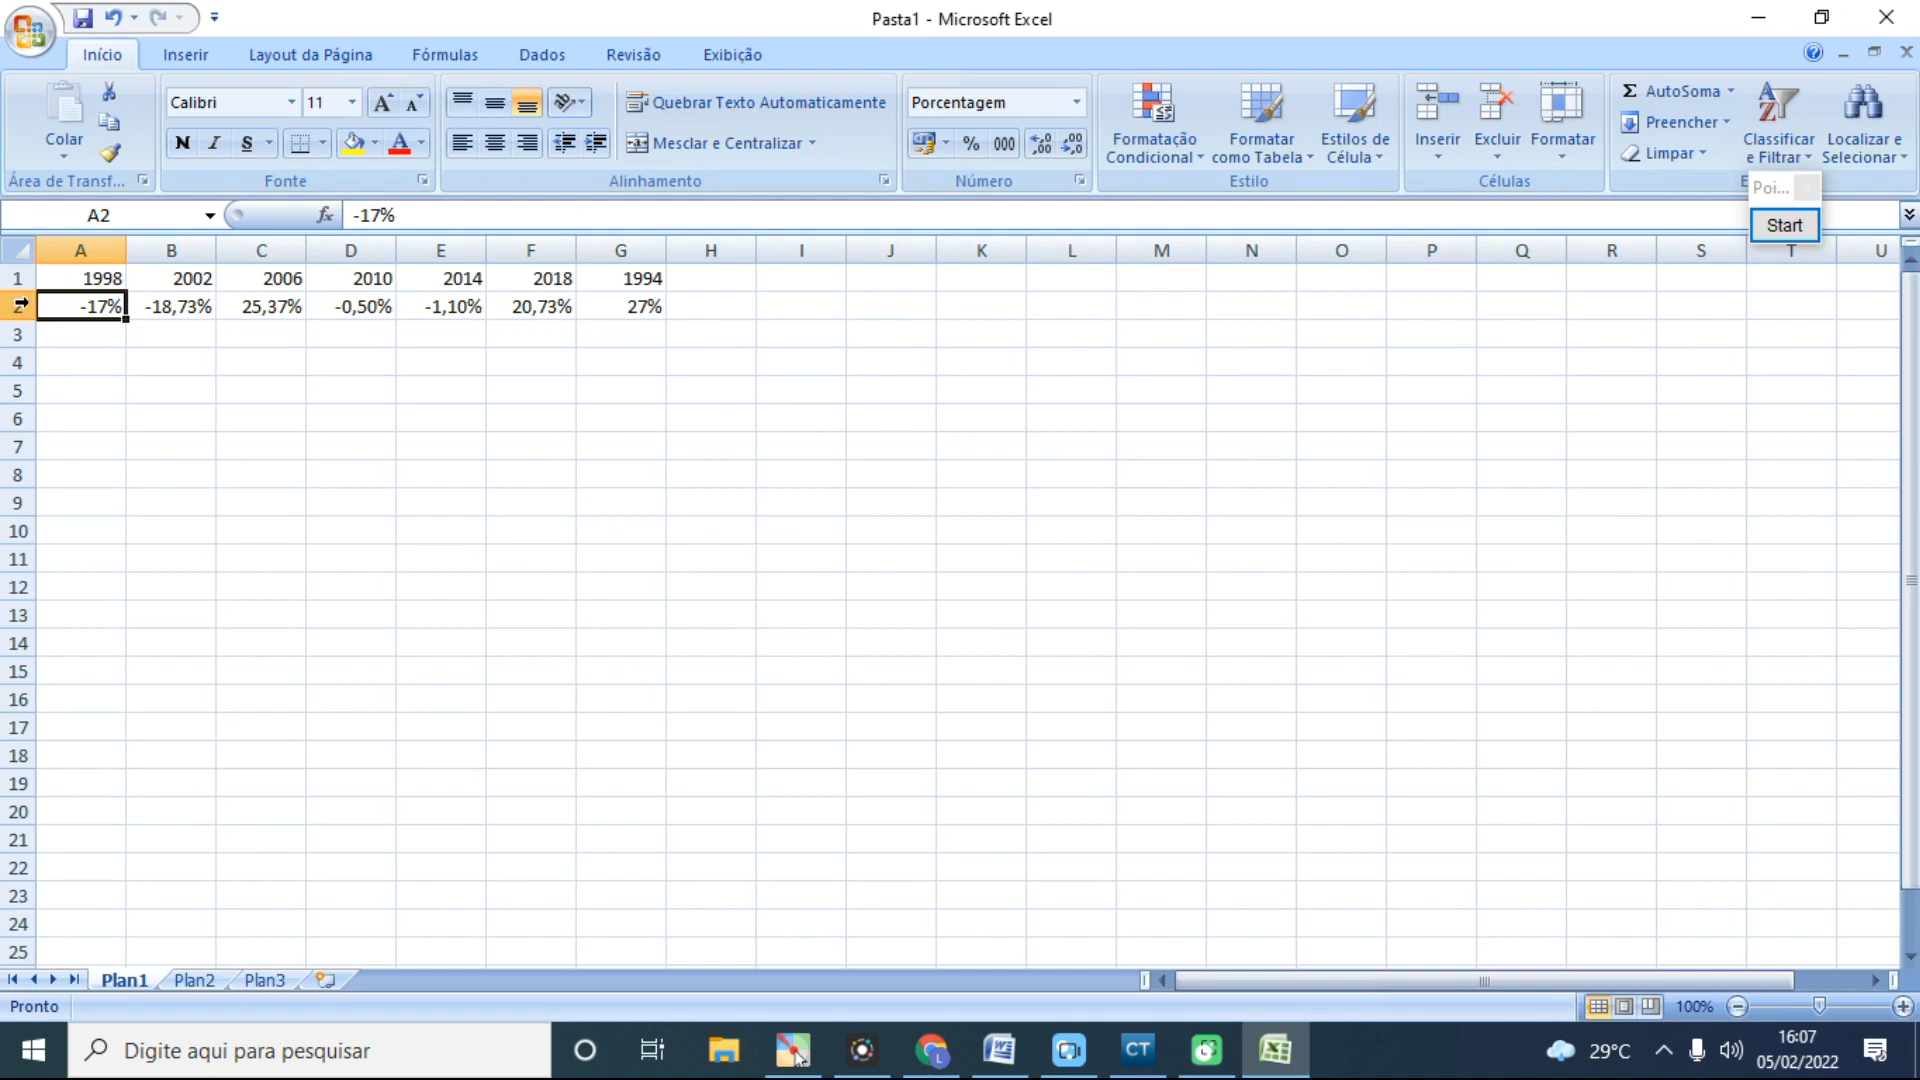 Pasta1 - Microsoft Excel
Início Inserir Layout da Página Fórmulas Dados Revisão Exibição
Colar
Área de Transf...
Calibri 11
N I S
Fonte
Quebrar Texto Automaticamente
Mesclar e Centralizar
Alinhamento
Porcentagem
% 000 ,00 ,00
Número
Formatação Condicional
Formatar como Tabela
Estilos de Célula
Estilo
Inserir Excluir Formatar
Células
Σ AutoSoma
Preencher
Limpar
Classificar e Filtrar
Localizar e Selecionar
Poi...
Start
A2 fx -17%
A B C D E F G H I J K L M N O P Q R S T U
1 1998 2002 2006 2010 2014 2018 1994
2 -17% -18,73% 25,37% -0,50% -1,10% 20,73% 27%
3
4
5
6
7
8
9
10
11
12
13
14
15
16
17
18
19
20
21
22
23
24
25
Plan1 Plan2 Plan3
Pronto 100%
Digite aqui para pesquisar
CT
29°C
16:07
05/02/2022